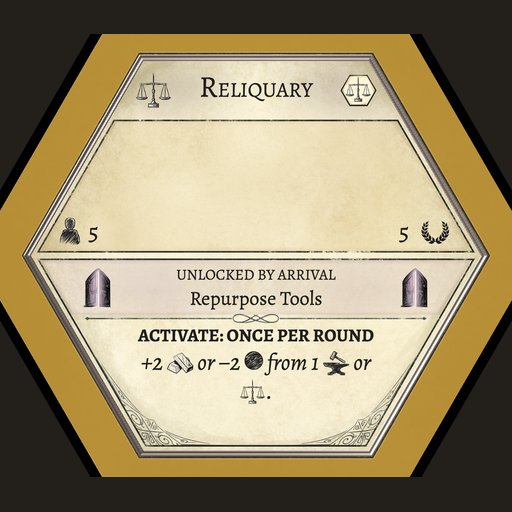 Reliquary
5 5
UNLOCKED BY ARRIVAL
Repurpose Tools
ACTIVATE: ONCE PER ROUND
+2 or –2 from 1 or
.